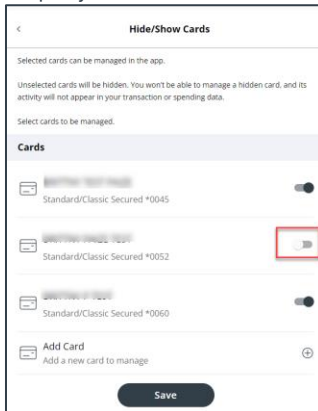 Hide/Show Cards
Selected cards can be managed in the app.
Unselected cards will be hidden. You won't be able to manage a hidden card, and its
activity will not appear in your transaction or spending data.
Select cards to be managed.
Cards
Standard/Classic Secured *0045
Standard/Classic Secured *0052
Standard/Classic Secured *0060
Add Card
Add a new card to manage
Save